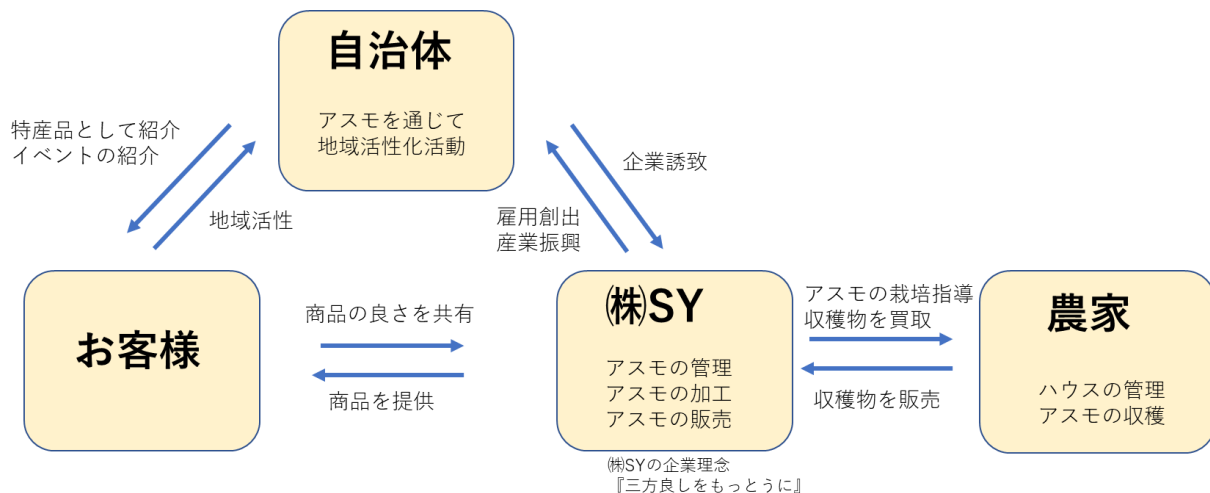 自治体
アスモを通じて
地域活性化活動
特産品として紹介
イベントの紹介
地域活性
企業誘致
雇用創出
産業振興
お客様
商品の良さを共有
商品を提供
㈱SY
アスモの管理
アスモの加工
アスモの販売
㈱SYの企業理念
『三方良しをもっとうに』
アスモの栽培指導
収穫物を買取
収穫物を販売
農家
ハウスの管理
アスモの収穫